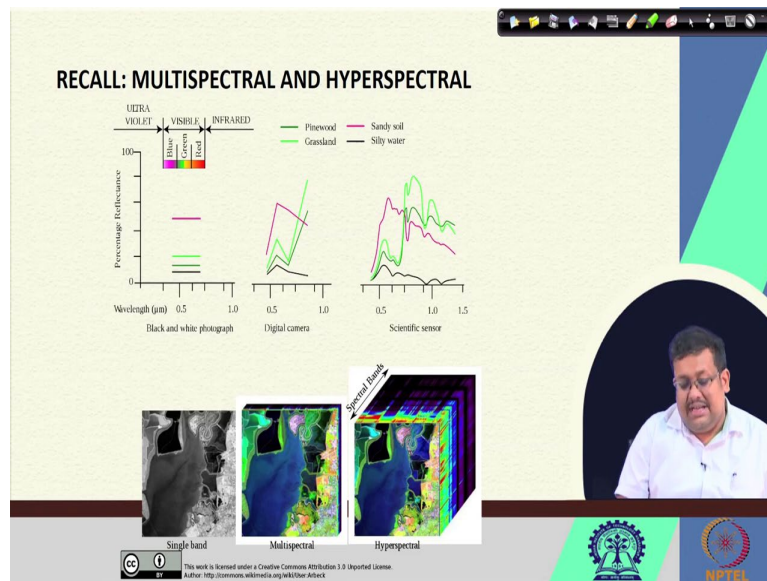 RECALL: MULTISPECTRAL AND HYPERSPECTRAL
ULTRA
VIOLET VISIBLE INFRARED
Blue
Green
Red
Pinewood
Grassland
Sandy soil
Silty water
100
Percentage Reflectance
0
Wavelength (μm) 0.5 1.0
0.5 1.0
0.5 1.0 1.5
Black and white photograph
Digital camera
Scientific sensor
Spectral Bands
Single band
Multispectral
Hyperspectral
cc
BY
This work is licensed under a Creative Commons Attribution 3.0 Unported License.
Author: http://commons.wikimedia.org/wiki/User:Arbeck
NPTEL